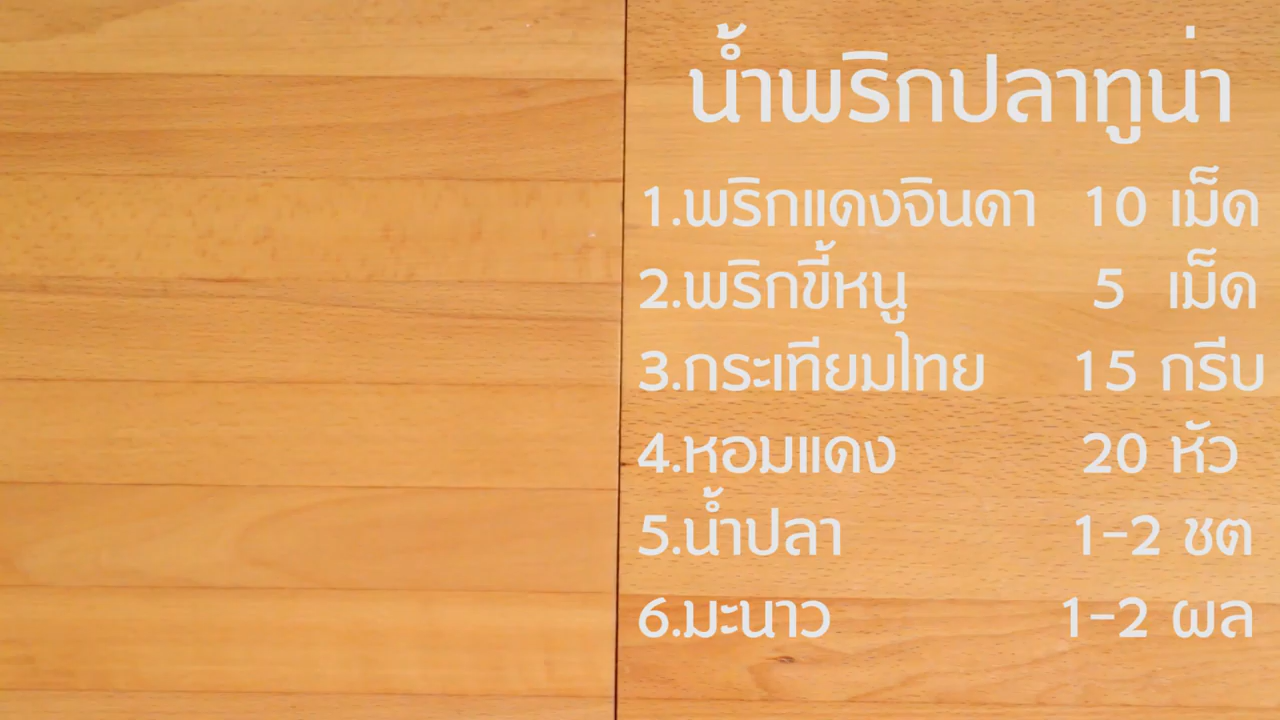 น้ำพริกปลาทูน่า
1.พริกแดงจินดา 10 เม็ด
2.พริกขี้หนู 5 เม็ด
3.กระเทียมไทย 15 กรีบ
4.หอมแดง 20 หัว
5.น้ำปลา 1-2 ชต
6.มะนาว 1-2 ผล